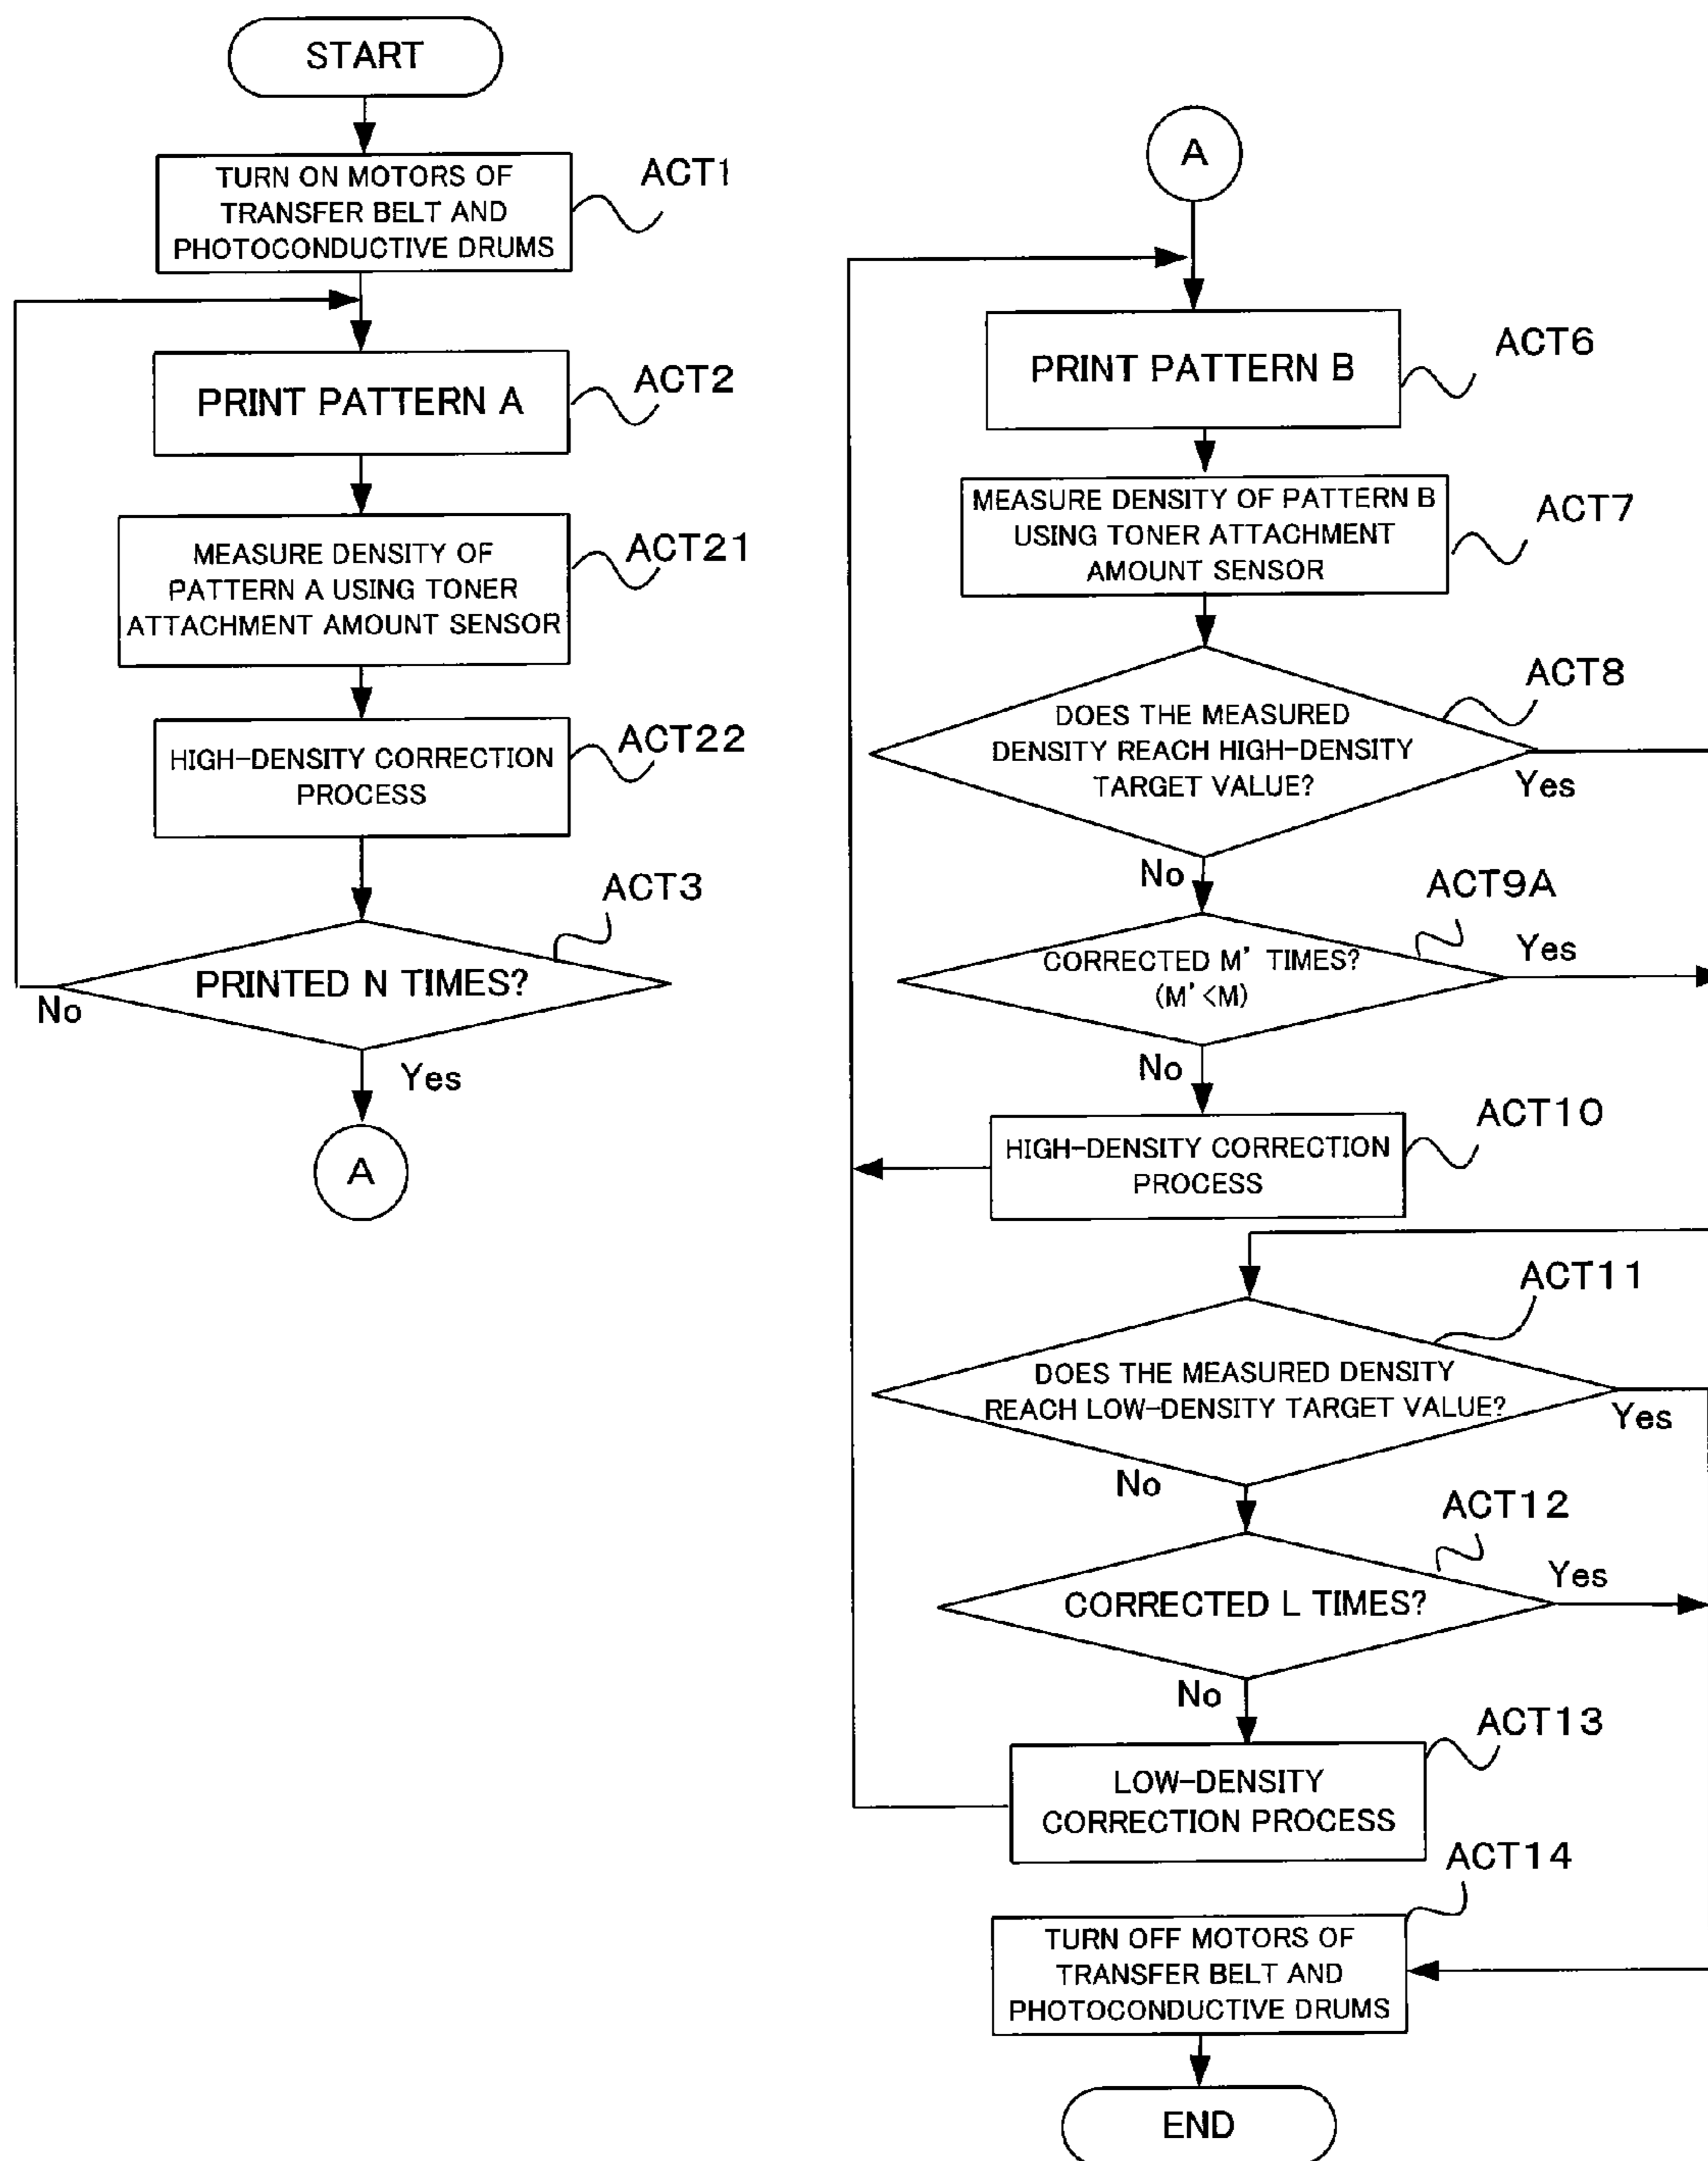 START
TURN ON MOTORS OF
TRANSFER BELT AND
PHOTOCONDUCTIVE DRUMS
ACT1
PRINT PATTERN A
ACT2
MEASURE DENSITY OF
PATTERN A USING TONER
ATTACHMENT AMOUNT SENSOR
ACT21
HIGH-DENSITY CORRECTION
PROCESS
ACT22
ACT3
PRINTED N TIMES?
No
Yes
A
A
PRINT PATTERN B
ACT6
MEASURE DENSITY OF PATTERN B
USING TONER ATTACHMENT
AMOUNT SENSOR
ACT7
ACT8
DOES THE MEASURED
DENSITY REACH HIGH-DENSITY
TARGET VALUE?
Yes
No
ACT9A
CORRECTED M' TIMES?
(M'<M)
Yes
No
HIGH-DENSITY CORRECTION
PROCESS
ACT10
ACT11
DOES THE MEASURED DENSITY
REACH LOW-DENSITY TARGET VALUE?
Yes
No
ACT12
CORRECTED L TIMES?
Yes
No
ACT13
LOW-DENSITY
CORRECTION PROCESS
ACT14
TURN OFF MOTORS OF
TRANSFER BELT AND
PHOTOCONDUCTIVE DRUMS
END